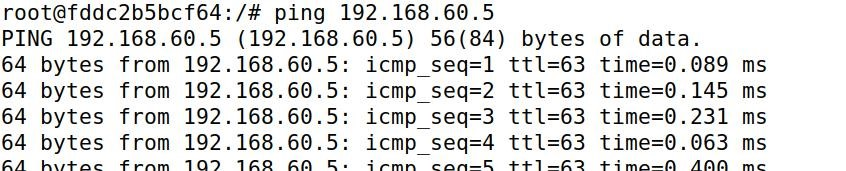 root@fddc2b5bcf64:/# ping 192.168.60.5
PING 192.168.60.5 (192.168.60.5) 56(84) bytes of data.
64 bytes from 192.168.60.5: icmp_seq=1 ttl=63 time=0.089 ms
64 bytes from 192.168.60.5: icmp_seq=2 ttl=63 time=0.145 ms
64 bytes from 192.168.60.5: icmp_seq=3 ttl=63 time=0.231 ms
64 bytes from 192.168.60.5: icmp_seq=4 ttl=63 time=0.063 ms
64 bytes from 192.168.60.5: icmp_seq=5 ttl=63 time=0.400 ms